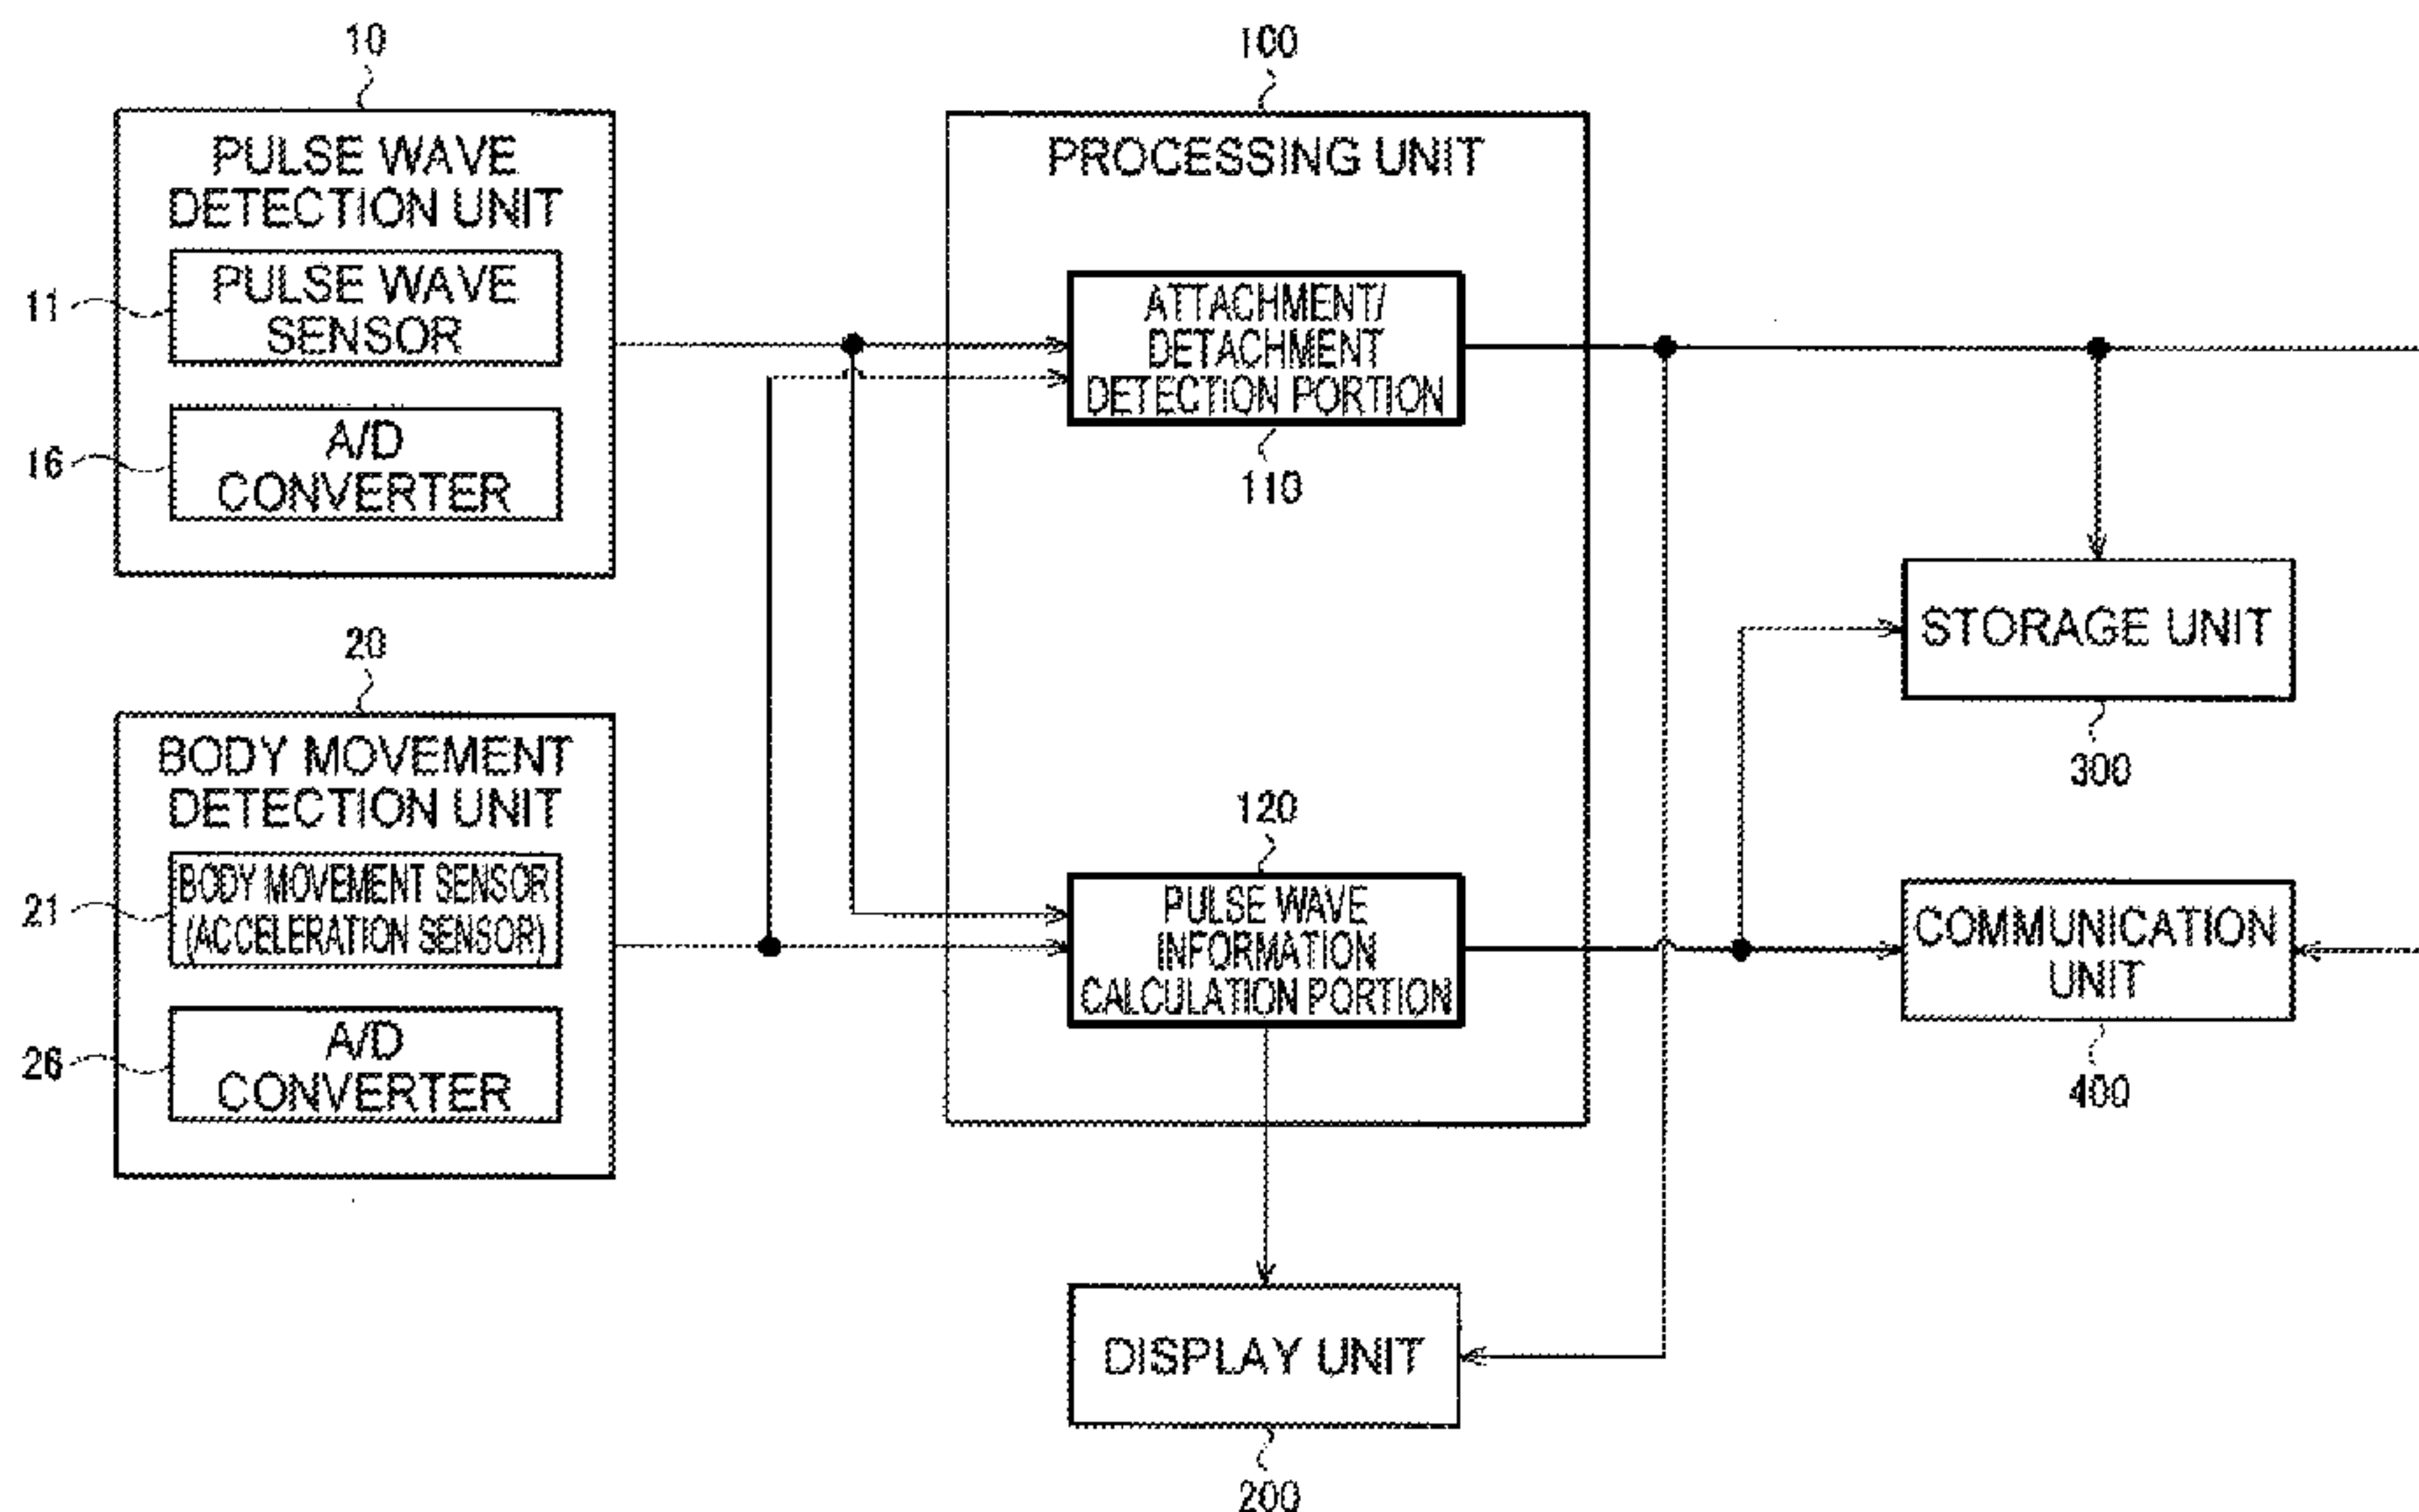 10
PULSE WAVE
DETECTION UNIT
11
PULSE WAVE
SENSOR
16
A/D
CONVERTER
20
BODY MOVEMENT
DETECTION UNIT
21
BODY MOVEMENT SENSOR
(ACCELERATION SENSOR)
26
A/D
CONVERTER
100
PROCESSING UNIT
ATTACHMENT/
DETACHMENT
DETECTION PORTION
110
120
PULSE WAVE
INFORMATION
CALCULATION PORTION
DISPLAY UNIT
200
STORAGE UNIT
300
COMMUNICATION
UNIT
400